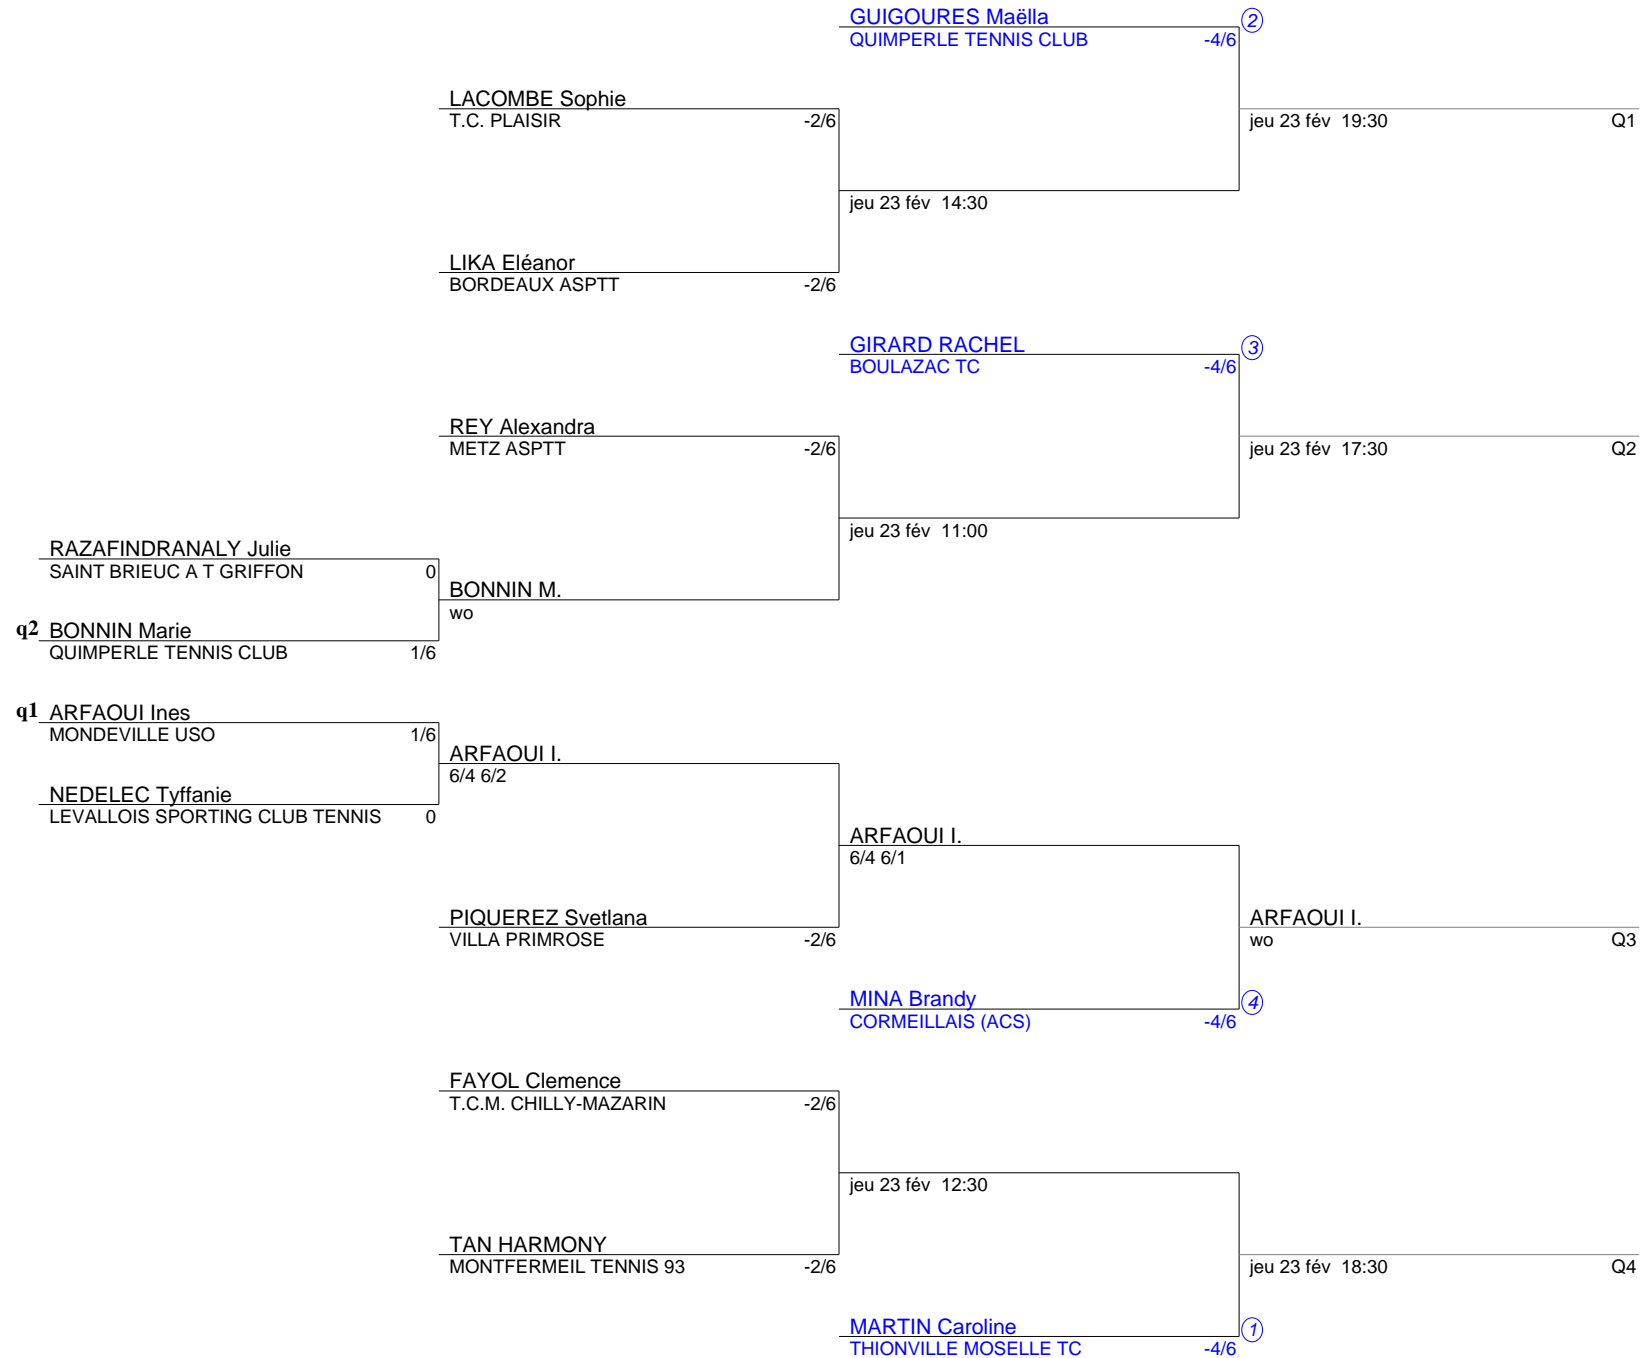 GUIGOURES Maëlla 2
QUIMPERLE TENNIS CLUB -4/6
LACOMBE Sophie
T.C. PLAISIR -2/6
jeu 23 fév 19:30 Q1
jeu 23 fév 14:30
LIKA Eléanor
BORDEAUX ASPTT -2/6
GIRARD RACHEL 3
BOULAZAC TC -4/6
REY Alexandra
METZ ASPTT -2/6
jeu 23 fév 17:30 Q2
jeu 23 fév 11:00
RAZAFINDRANALY Julie
SAINT BRIEUC A T GRIFFON 0
BONNIN M.
wo
q2 BONNIN Marie
QUIMPERLE TENNIS CLUB 1/6
q1 ARFAOUI Ines
MONDEVILLE USO 1/6
ARFAOUI I.
6/4 6/2
NEDELEC Tyffanie
LEVALLOIS SPORTING CLUB TENNIS 0
ARFAOUI I.
6/4 6/1
PIQUEREZ Svetlana
VILLA PRIMROSE -2/6
ARFAOUI I.
wo Q3
MINA Brandy 4
CORMEILLAIS (ACS) -4/6
FAYOL Clemence
T.C.M. CHILLY-MAZARIN -2/6
jeu 23 fév 12:30
TAN HARMONY
MONTFERMEIL TENNIS 93 -2/6
jeu 23 fév 18:30 Q4
MARTIN Caroline 1
THIONVILLE MOSELLE TC -4/6